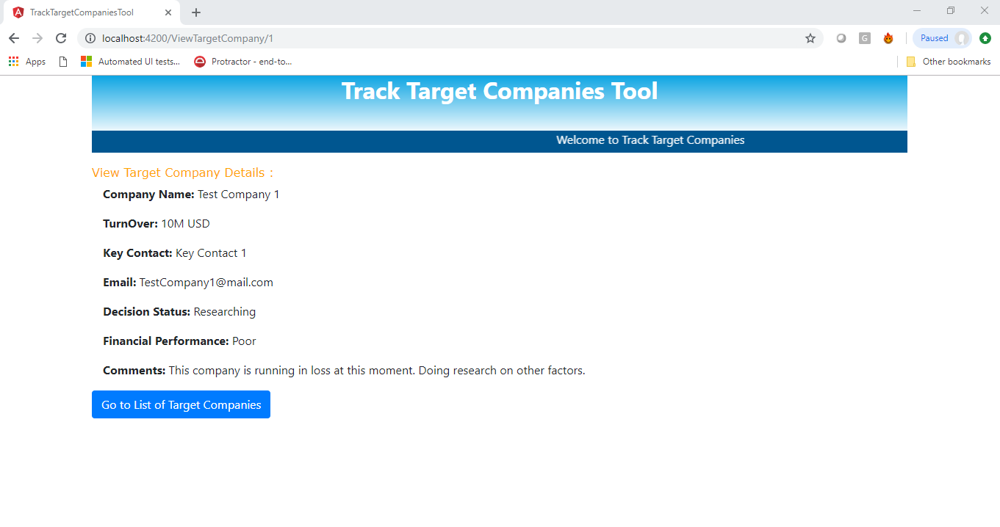 TrackTargetCompaniesTool
localhost:4200/ViewTargetCompany/1
G
Paused
Apps
Automated UI tests...
Protractor - end-to...
Other bookmarks
Track Target Companies Tool
Welcome to Track Target Companies
View Target Company Details :
Company Name: Test Company 1
TurnOver: 10M USD
Key Contact: Key Contact 1
Email: TestCompany1@mail.com
Decision Status: Researching
Financial Performance: Poor
Comments: This company is running in loss at this moment. Doing research on other factors.
Go to List of Target Companies